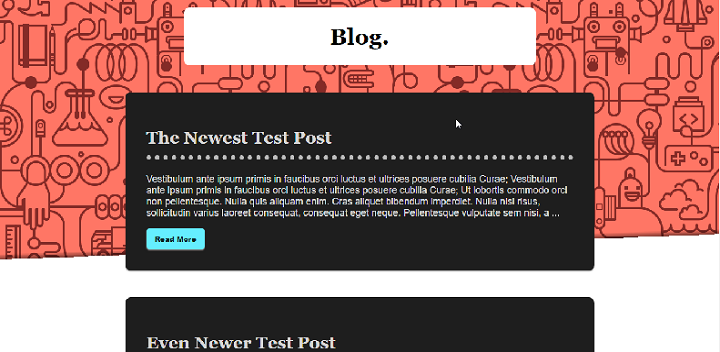 Blog.
The Newest Test Post
Vestibulum ante ipsum primis in faucibus orci luctus et ultrices posuere cubilia Curae; Vestibulum
ante ipsum primis in faucibus orci luctus et ultrices posuere cubilia Curae; Ut lobortis commodo orci
non pellentesque. Nulla quis aliquam enim. Cras aliquet bibendum imperdiet. Nulla nisl risus,
sollicitudin varius laoreet consequat, consequat eget neque. Pellentesque vulputate sem nisi, a ...
Read More
Even Newer Test Post